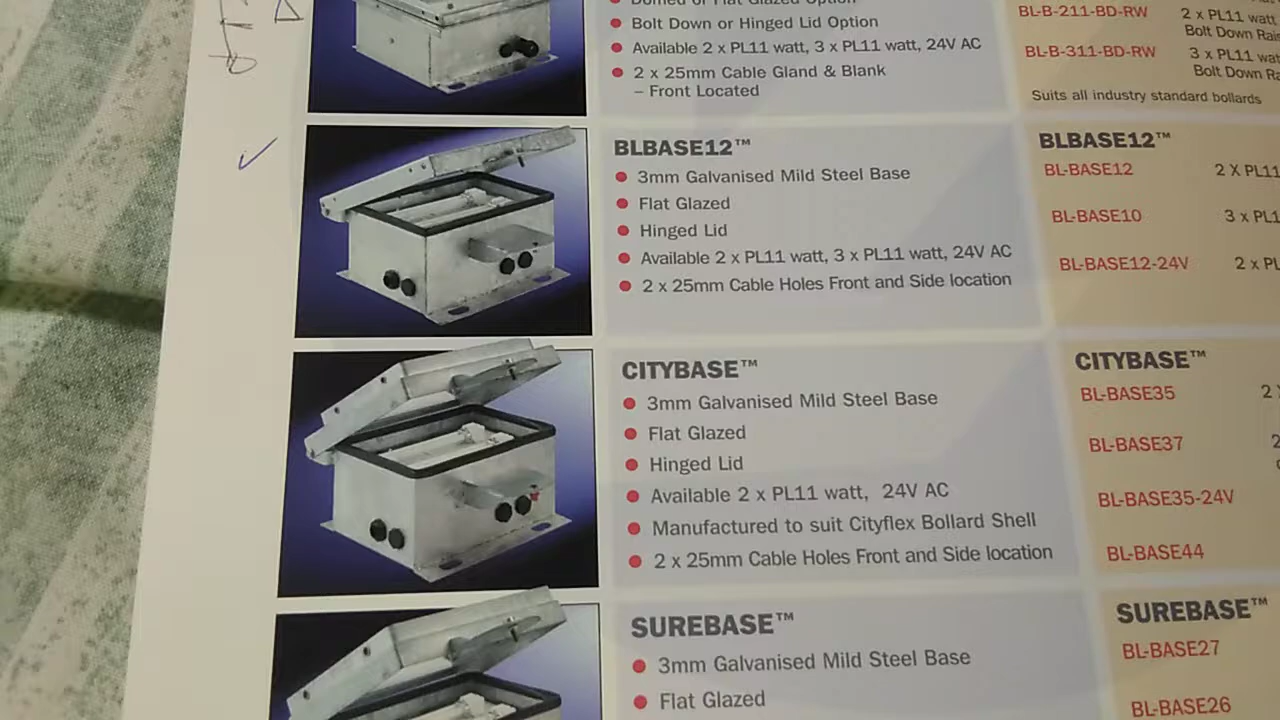 Domed or Flat Glazed Option
Bolt Down or Hinged Lid Option
Available 2 x PL11 watt, 3 x PL11 watt, 24V AC
2 x 25mm Cable Gland & Blank
– Front Located
BL-B-211-BD-RW 2 x PL11 watt
Bolt Down
BL-B-311-BD-RW 3 x PL11
Bolt Down
Suits all industry standard bollards
BLBASE12™
3mm Galvanised Mild Steel Base
Flat Glazed
Hinged Lid
Available 2 x PL11 watt, 3 x PL11 watt, 24V AC
2 x 25mm Cable Holes Front and Side location
BLBASE12™
BL-BASE12 2 X PL11
BL-BASE10 3 x PL1
BL-BASE12-24V 2 x PL
CITYBASE™
3mm Galvanised Mild Steel Base
Flat Glazed
Hinged Lid
Available 2 x PL11 watt, 24V AC
Manufactured to suit Cityflex Bollard Shell
2 x 25mm Cable Holes Front and Side location
CITYBASE™
BL-BASE35 2
BL-BASE37 2
BL-BASE35-24V
BL-BASE44
SUREBASE™
3mm Galvanised Mild Steel Base
Flat Glazed
SUREBASE™
BL-BASE27
BL-BASE26